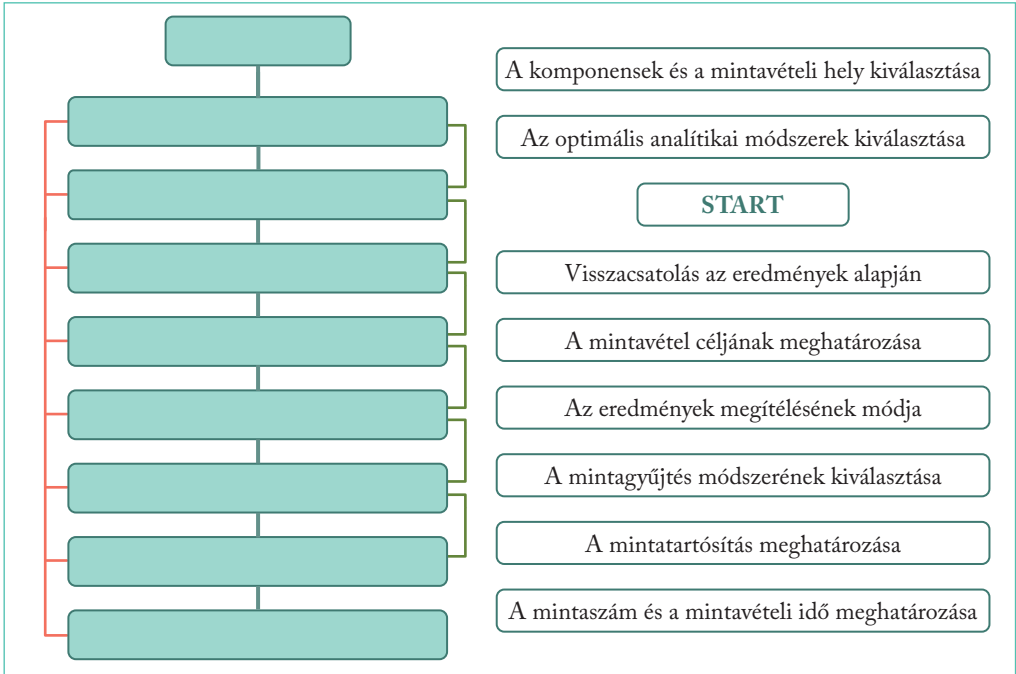 A komponensek és a mintavételi hely kiválasztása
Az optimális analítikai módszerek kiválasztása
START
Visszacsatolás az eredmények alapján
A mintavétel céljának meghatározása
Az eredmények megítélésének módja
A mintagyűjtés módszerének kiválasztása
A mintatartósítás meghatározása
A mintaszám és a mintavételi idő meghatározása